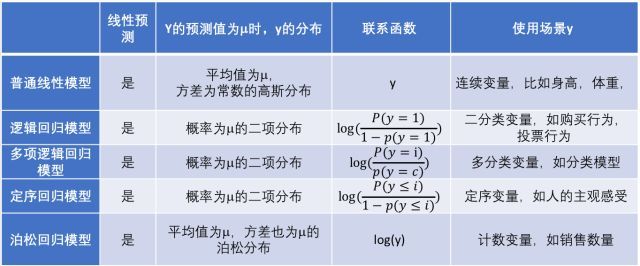 线性预测
Y的预测值为μ时，y的分布
联系函数
使用场景y
普通线性模型
是
平均值为μ，
方差为常数的高斯分布
y
连续变量，比如身高，体重，
逻辑回归模型
是
概率为μ的二项分布
log(P(y = 1)/1 − p(y = 1))
二分类变量，如购买行为，
投票行为
多项逻辑回归
模型
是
概率为μ的二项分布
log(P(y = i)/p(y = c))
多分类变量，如分类模型
定序回归模型
是
概率为μ的二项分布
log(P(y ≤ i)/1 − p(y ≤ i))
定序变量，如人的主观感受
泊松回归模型
是
平均值为μ，方差也为μ的
泊松分布
log(y)
计数变量，如销售数量